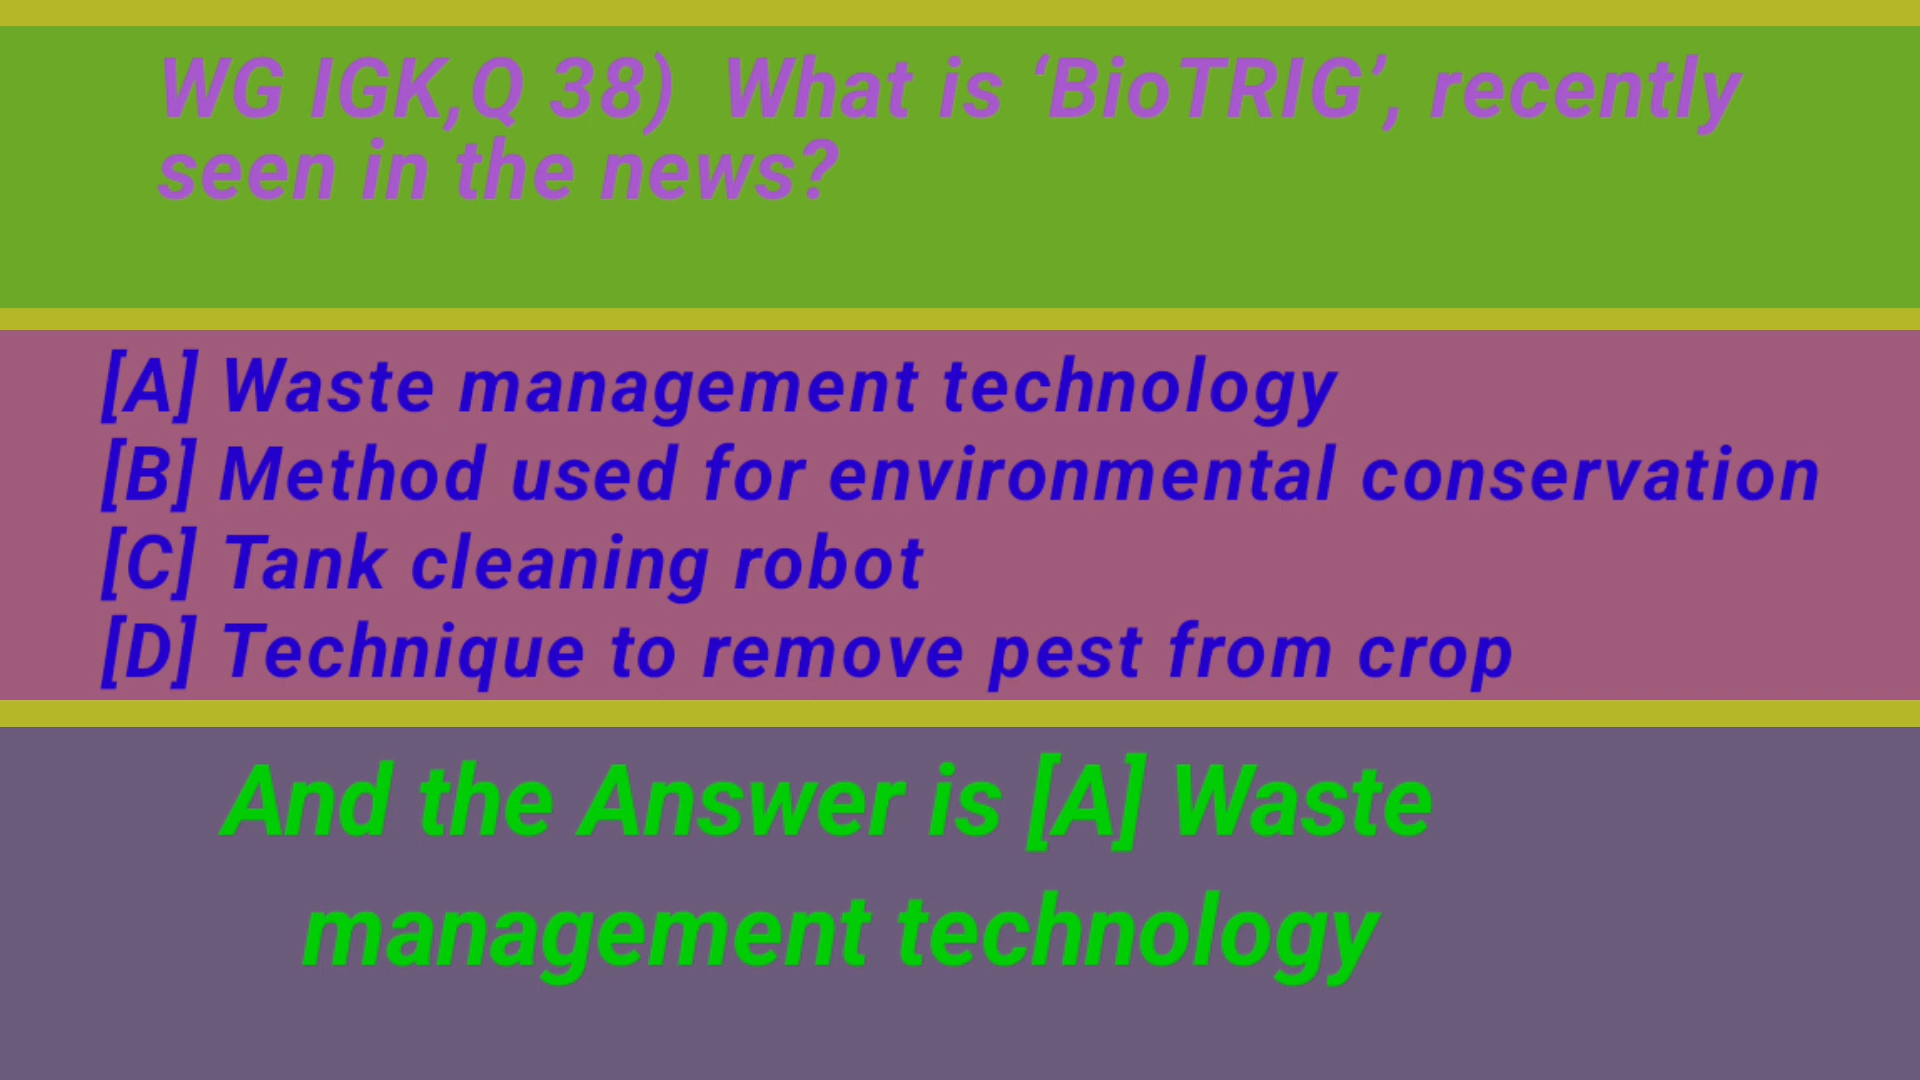 WG IGK,Q 38)  What is ‘BioTRIG’, recently
seen in the news?
[A] Waste management technology
[B] Method used for environmental conservation
[C] Tank cleaning robot
[D] Technique to remove pest from crop
And the Answer is [A] Waste
management technology